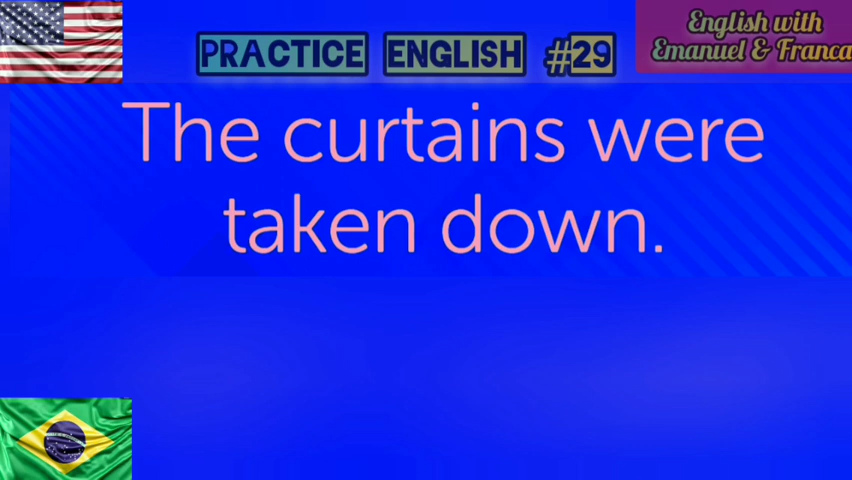 PRACTICE ENGLISH #29
English with
Emanuel & Franca
The curtains were
taken down.